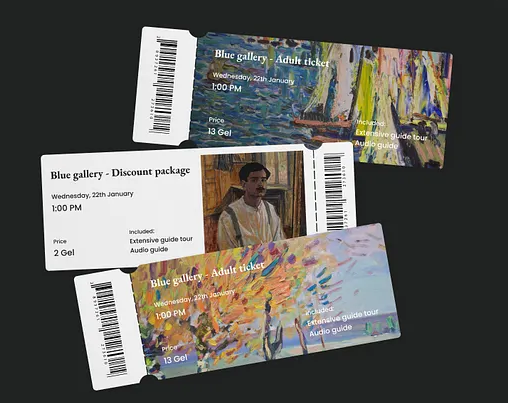 Blue gallery - Adult ticket
Wednesday, 22th January
1:00 PM
Price
13 Gel
Included:
Extensive guide tour
Audio guide
Blue gallery - Discount package
Wednesday, 22th January
1:00 PM
Price
2 Gel
Included:
Extensive guide tour
Audio guide
Blue gallery - Adult ticket
Wednesday, 22th January
1:00 PM
Price
13 Gel
Included:
Extensive guide tour
Audio guide